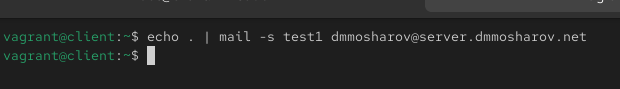 vagrant@client:~$ echo . | mail -s test1 dmmosharov@server.dmmosharov.net
vagrant@client:~$